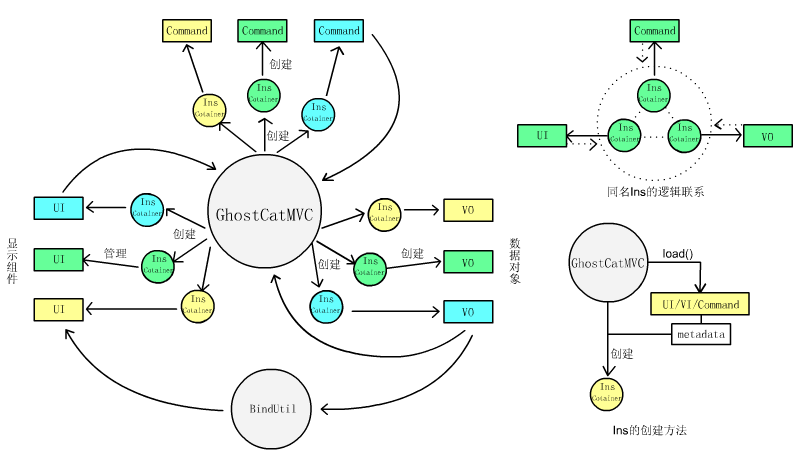 Command
Command
Command
创建
Ins
Cotainer
Ins
Cotainer
Ins
Cotainer
创建
GhostCatMVC
显示组件
UI
Ins
Cotainer
创建
UI
管理
Ins
Cotainer
UI
Ins
Cotainer
Ins
Cotainer
VO
创建
Ins
Cotainer
创建
VO
Ins
Cotainer
VO
数据对象
BindUtil
Command
Ins
Cotainer
UI
Ins
Cotainer
Ins
Cotainer
VO
同名Ins的逻辑联系
GhostCatMVC
load()
UI/VI/Command
metadata
创建
Ins
Cotainer
Ins的创建方法